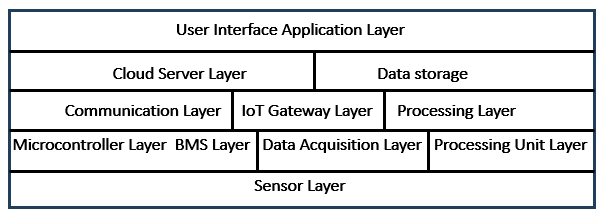 User Interface Application Layer
Cloud Server Layer Data storage
Communication Layer IoT Gateway Layer Processing Layer
Microcontroller Layer BMS Layer Data Acquisition Layer Processing Unit Layer
Sensor Layer